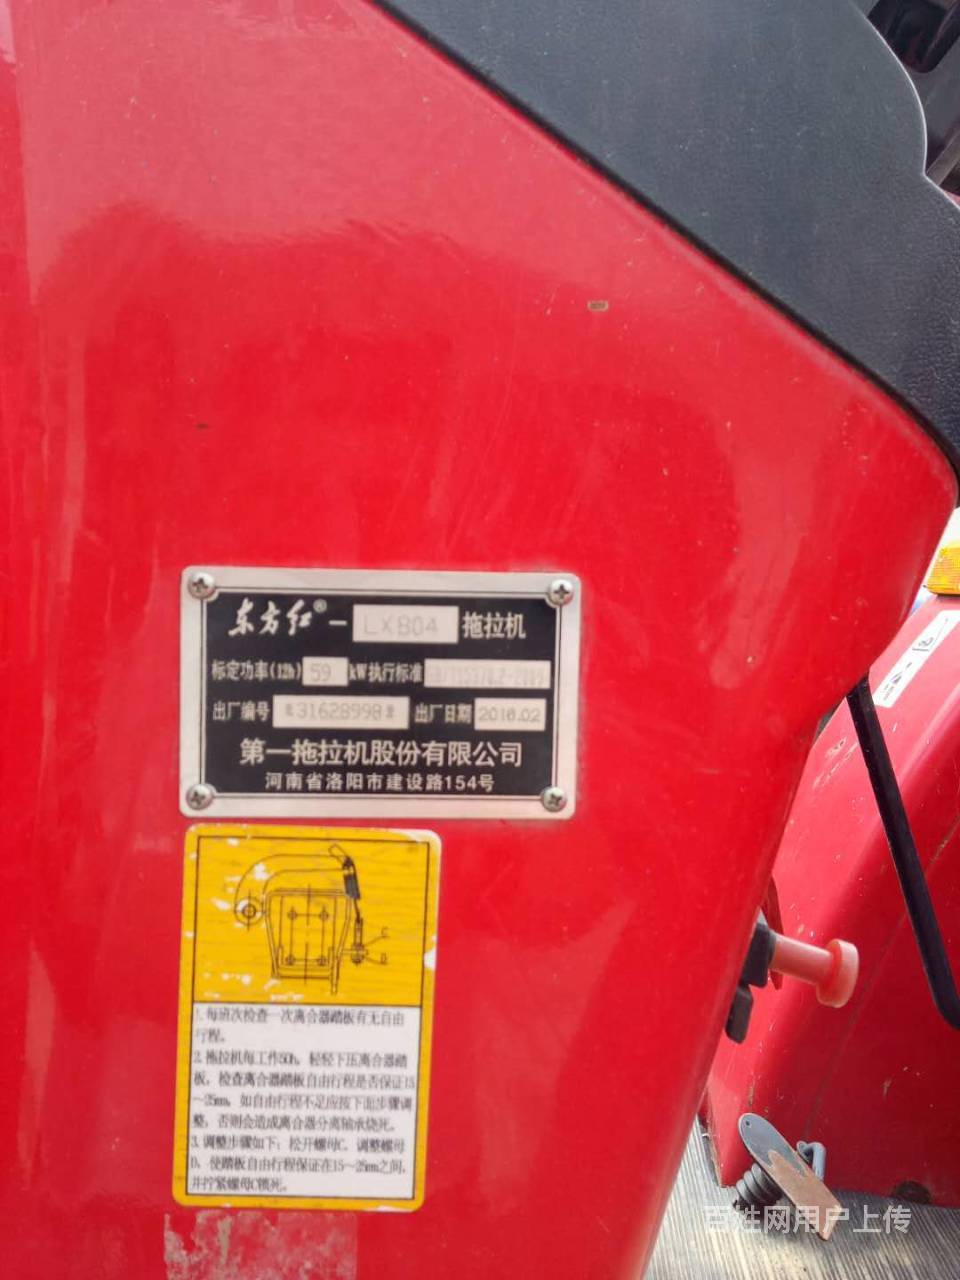 东方红®-LX804 拖拉机
标定功率(12h) 59 kW 执行标准
出厂编号 31628998 出厂日期 2016.02
第一拖拉机股份有限公司
河南省洛阳市建设路154号
C
D
1.每班次检查一次离合器踏板有无自由
行程。
2.拖拉机每工作50h，轻轻下压离合器踏
板，检查离合器踏板自由行程是否保证15
～25mm，如自由行程不足应按下面步骤调
整，否则会造成离合器分离轴承烧死。
3.调整步骤如下：松开螺母C，调整螺母
D，使踏板自由行程保证在15～25mm之间，
并拧紧螺母C锁死。
百姓网用户上传